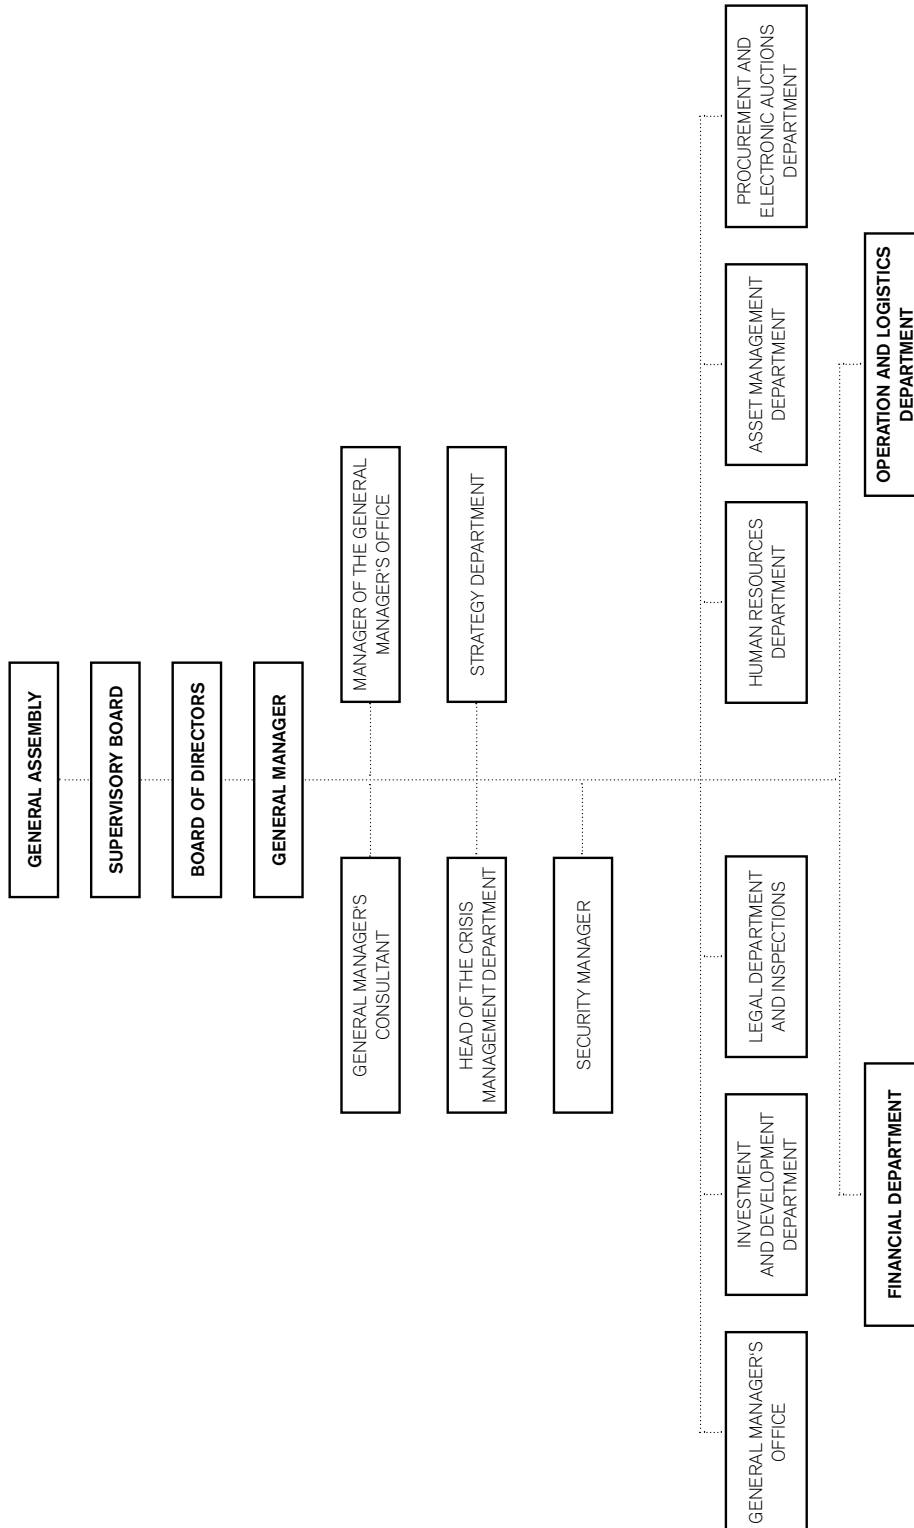 GENERAL ASSEMBLY
SUPERVISORY BOARD
BOARD OF DIRECTORS
GENERAL MANAGER
GENERAL MANAGER'S
CONSULTANT
MANAGER OF THE GENERAL
MANAGER'S OFFICE
HEAD OF THE CRISIS
MANAGEMENT DEPARTMENT
STRATEGY DEPARTMENT
SECURITY MANAGER
GENERAL MANAGER'S
OFFICE
INVESTMENT
AND DEVELOPMENT
DEPARTMENT
LEGAL DEPARTMENT
AND INSPECTIONS
HUMAN RESOURCES
DEPARTMENT
ASSET MANAGEMENT
DEPARTMENT
PROCUREMENT AND
ELECTRONIC AUCTIONS
DEPARTMENT
FINANCIAL DEPARTMENT
OPERATION AND LOGISTICS
DEPARTMENT